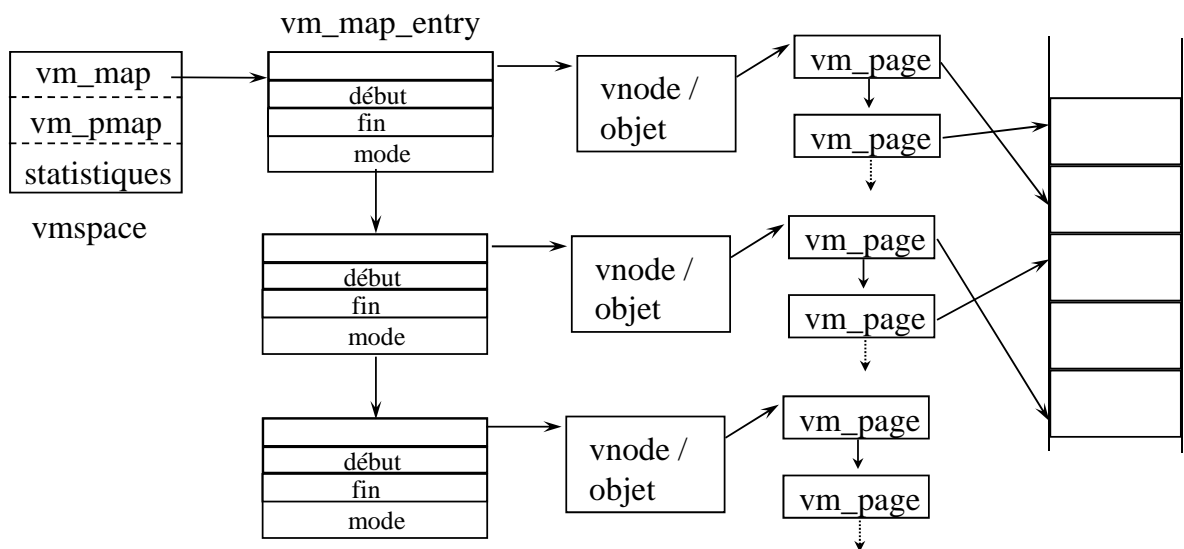 vm_map_entry
vm_map
vm_pmap
statistiques
vmspace
début
fin
mode
vnode /
objet
vm_page
vm_page
début
fin
mode
vnode /
objet
vm_page
vm_page
début
fin
mode
vnode /
objet
vm_page
vm_page